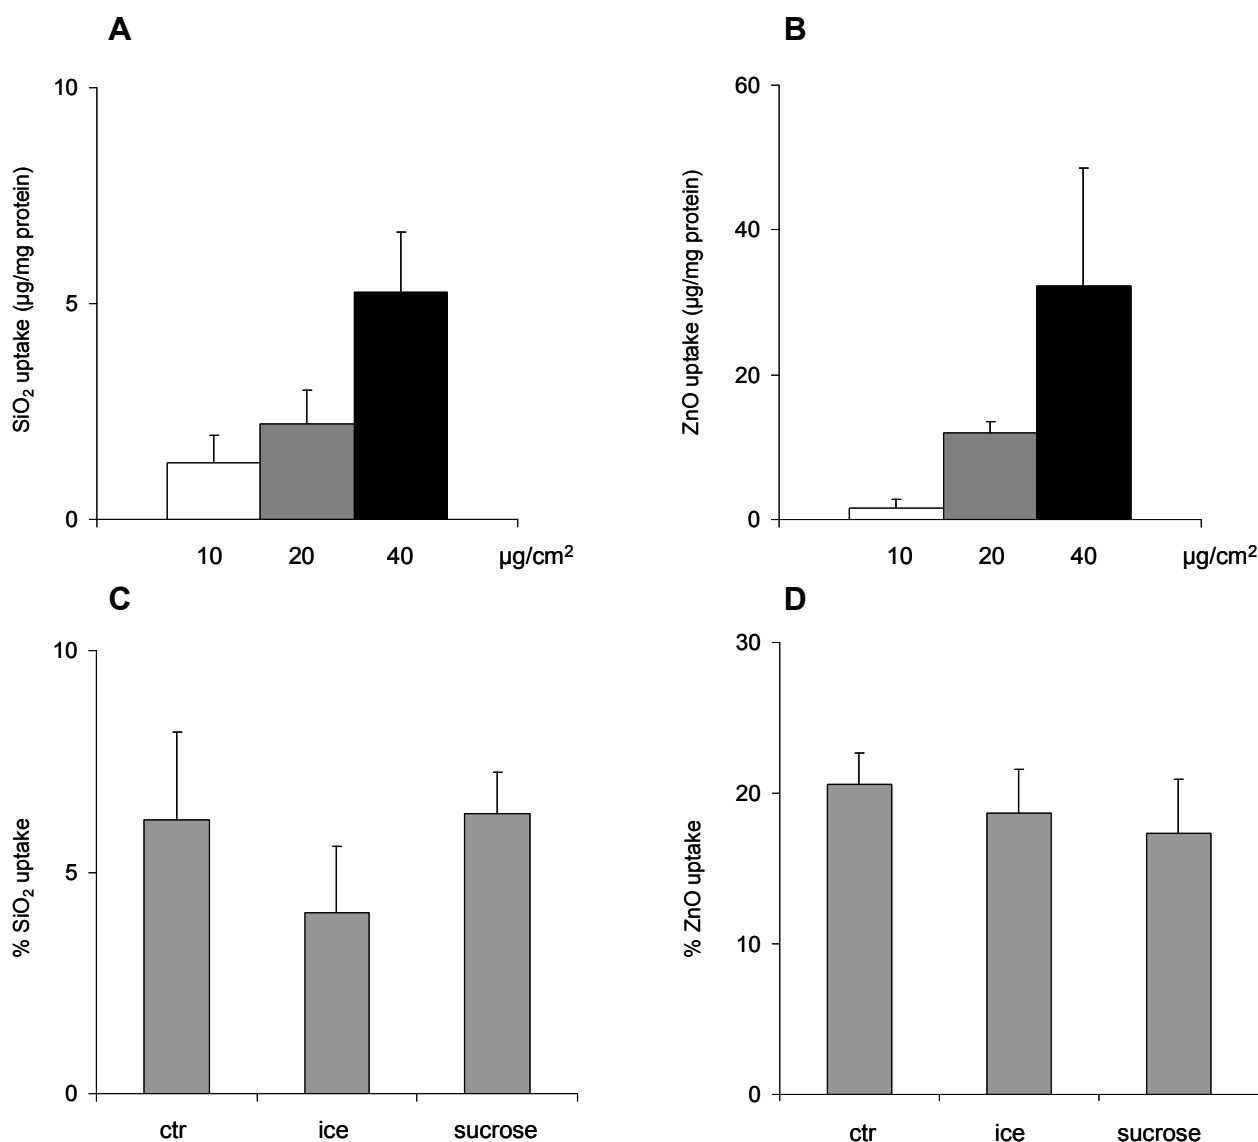 A
10
5
0
SiO₂ uptake (µg/mg protein)
10 20 40 µg/cm²
B
60
40
20
0
ZnO uptake (µg/mg protein)
10 20 40 µg/cm²
C
10
5
0
% SiO₂ uptake
ctr ice sucrose
D
30
20
10
0
% ZnO uptake
ctr ice sucrose